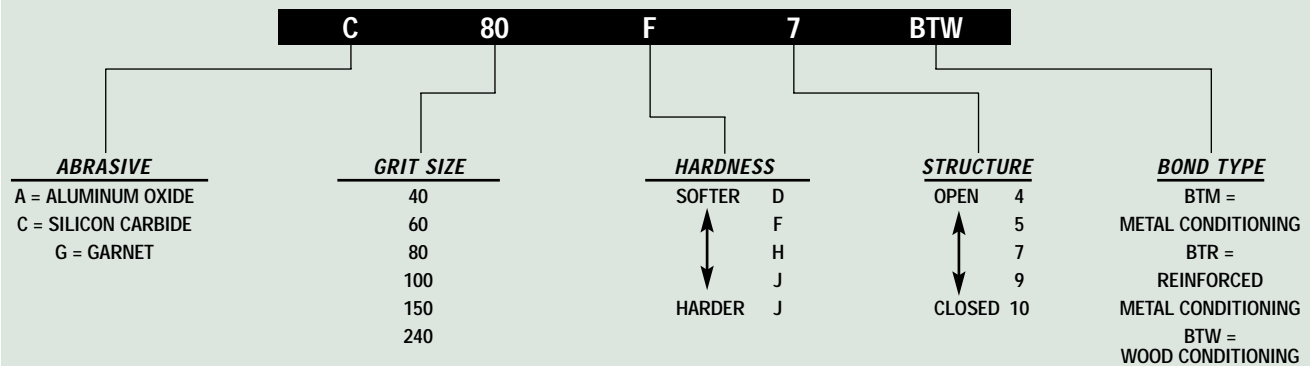 C 80 F 7 BTW
ABRASIVE
A = ALUMINUM OXIDE
C = SILICON CARBIDE
G = GARNET
GRIT SIZE
40
60
80
100
150
240
HARDNESS
SOFTER D
F
H
J
HARDER J
STRUCTURE
OPEN 4
5
7
9
CLOSED 10
BOND TYPE
BTM =
METAL CONDITIONING
BTR =
REINFORCED
METAL CONDITIONING
BTW =
WOOD CONDITIONING